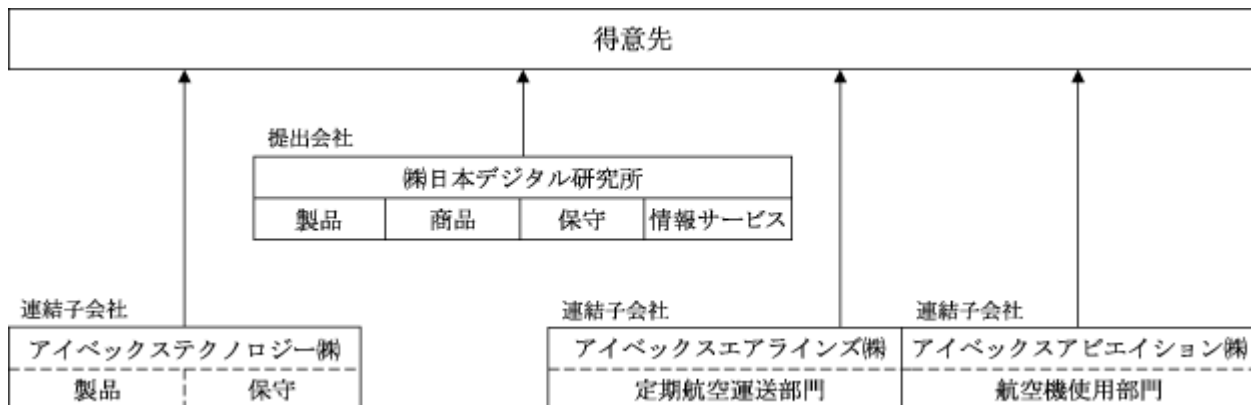 得意先
提出会社
㈱日本デジタル研究所
製品 商品 保守 情報サービス
連結子会社 連結子会社 連結子会社
アイベックステクノロジー㈱ アイベックスエアラインズ㈱ アイベックスアビエイション㈱
製品 保守 定期航空運送部門 航空機使用部門